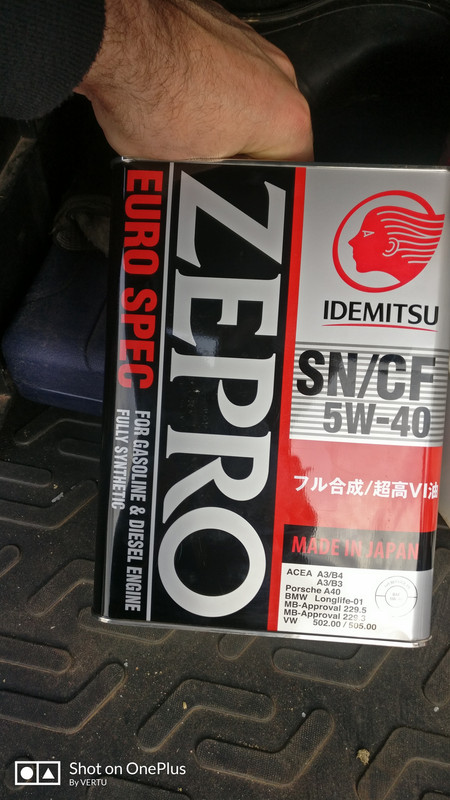 ZEPRO
EURO SPEC
FOR GASOLINE & DIESEL ENGINE
FULLY SYNTHETIC
IDEMITSU
SN/CF
5W-40
フル合成/超高VI油
MADE IN JAPAN
ACEA A3/B4
A3/B3
Porsche A40
BMW Longlife-01
MB-Approval 229.5
MB-Approval 229.3
VW 502.00 / 505.00
Shot on OnePlus
By VERTU